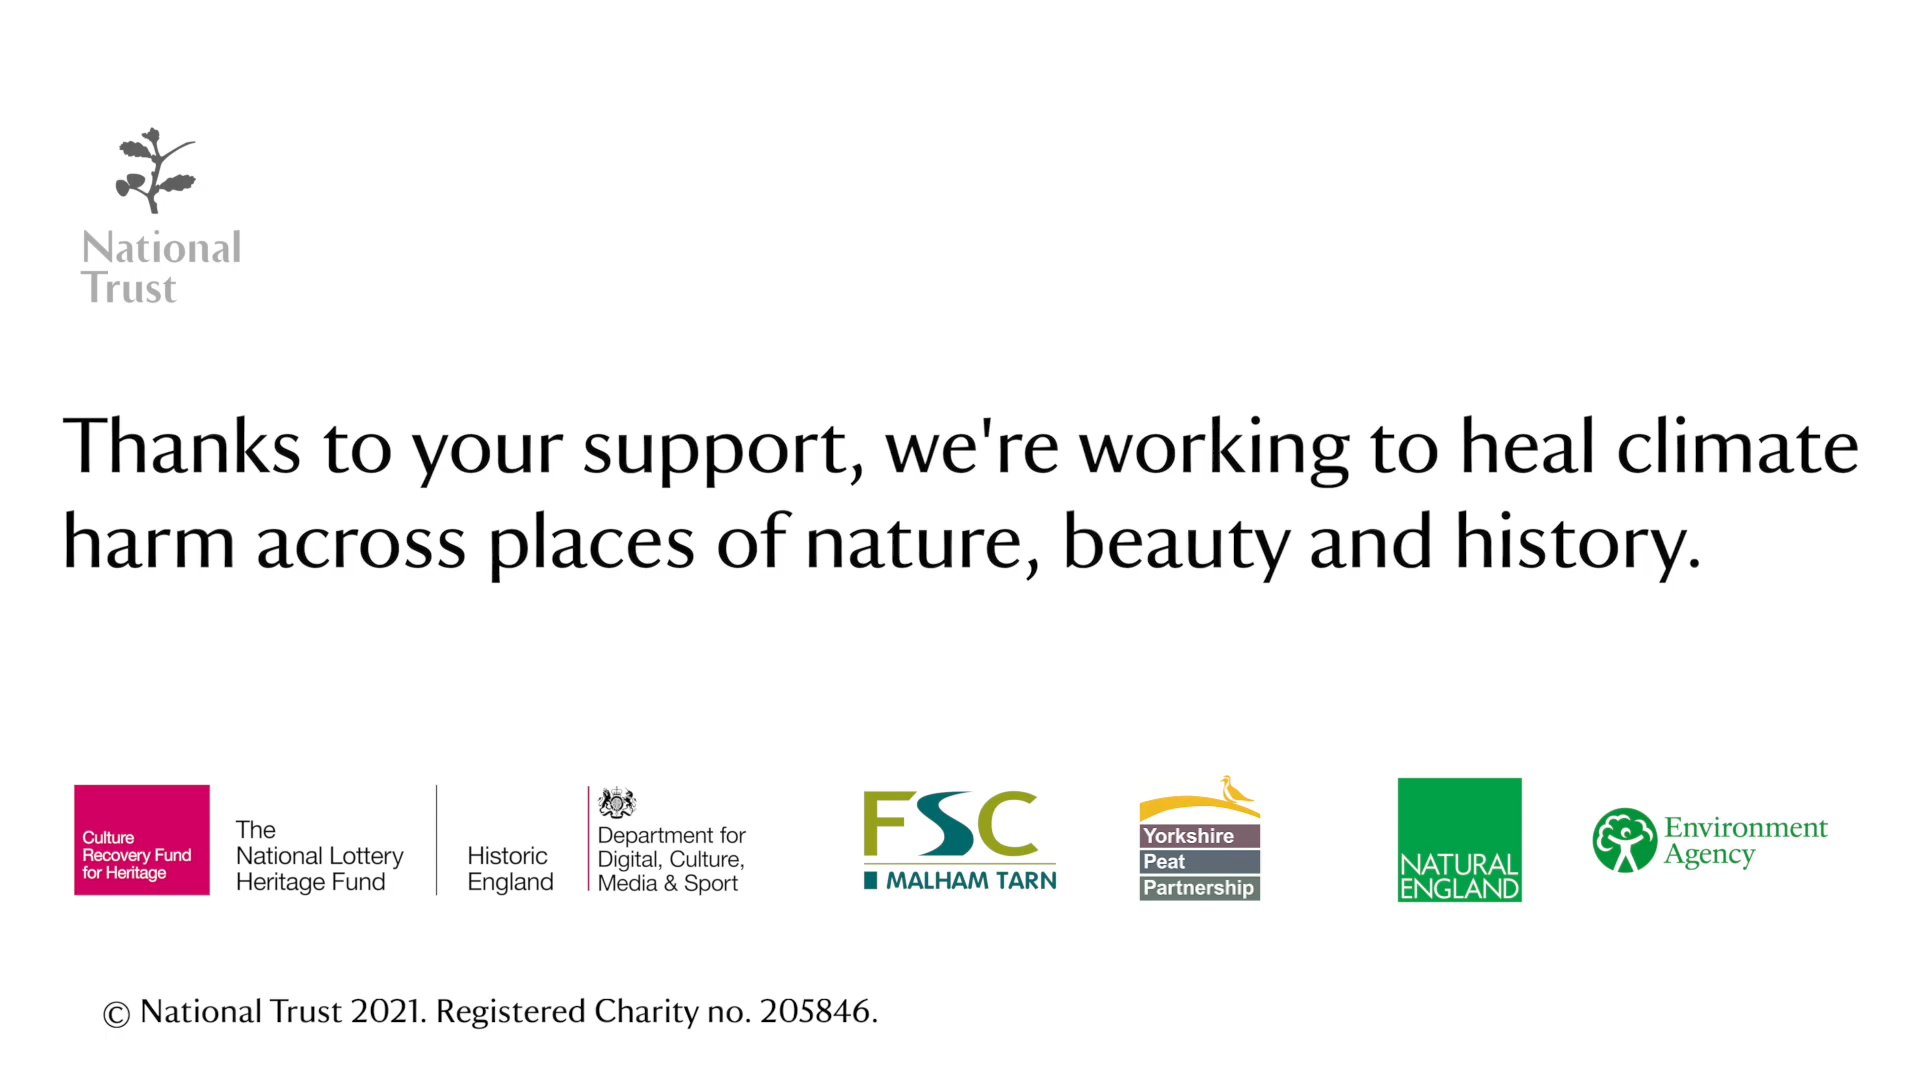 National
Trust
Thanks to your support, we're working to heal climate
harm across places of nature, beauty and history.
Culture
Recovery Fund
for Heritage
The
National Lottery
Heritage Fund
Historic
England
Department for
Digital, Culture,
Media & Sport
FSC
MALHAM TARN
Yorkshire
Peat
Partnership
NATURAL
ENGLAND
Environment
Agency
© National Trust 2021. Registered Charity no. 205846.